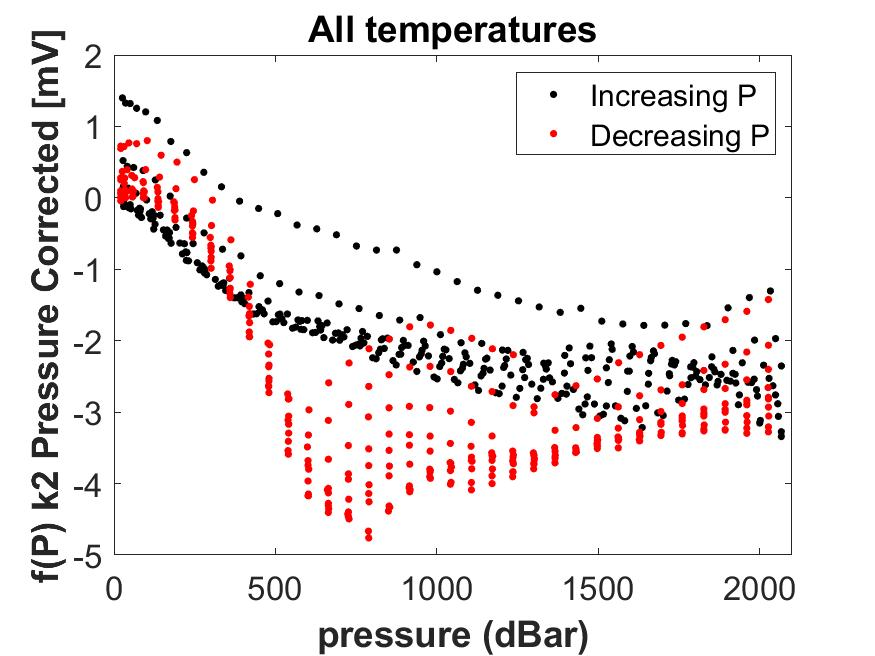 All temperatures
f(P) k2 Pressure Corrected [mV]
2
1
0
-1
-2
-3
-4
-5
Increasing P
Decreasing P
0 500 1000 1500 2000
pressure (dBar)